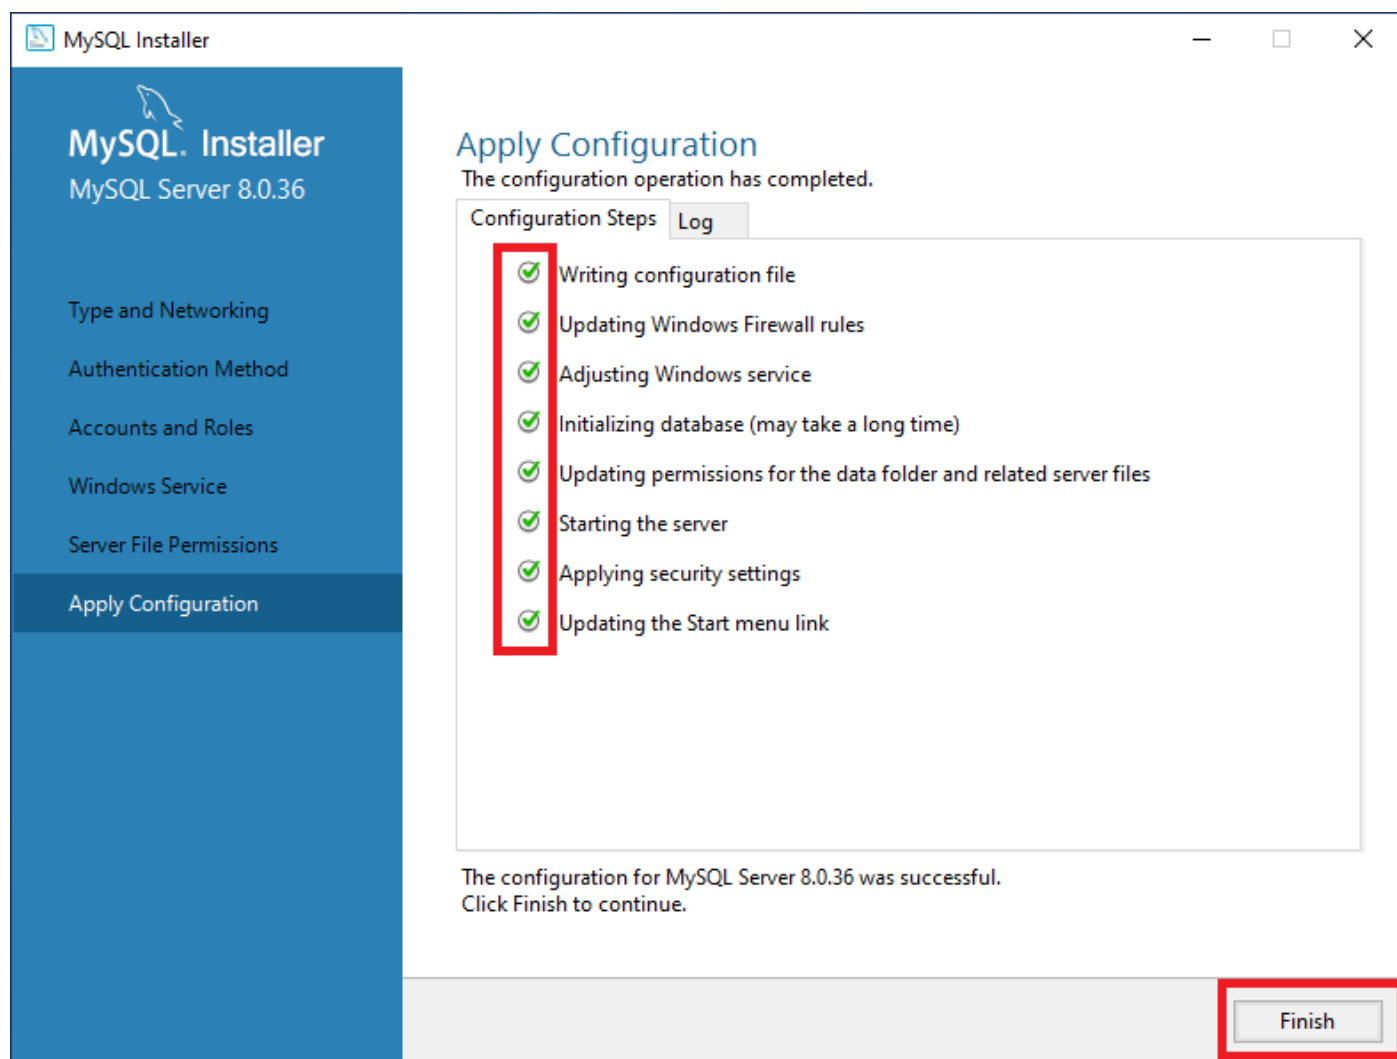 MySQL Installer
MySQL. Installer
MySQL Server 8.0.36
Type and Networking
Authentication Method
Accounts and Roles
Windows Service
Server File Permissions
Apply Configuration
Apply Configuration
The configuration operation has completed.
Configuration Steps
Log
Writing configuration file
Updating Windows Firewall rules
Adjusting Windows service
Initializing database (may take a long time)
Updating permissions for the data folder and related server files
Starting the server
Applying security settings
Updating the Start menu link
The configuration for MySQL Server 8.0.36 was successful.
Click Finish to continue.
Finish